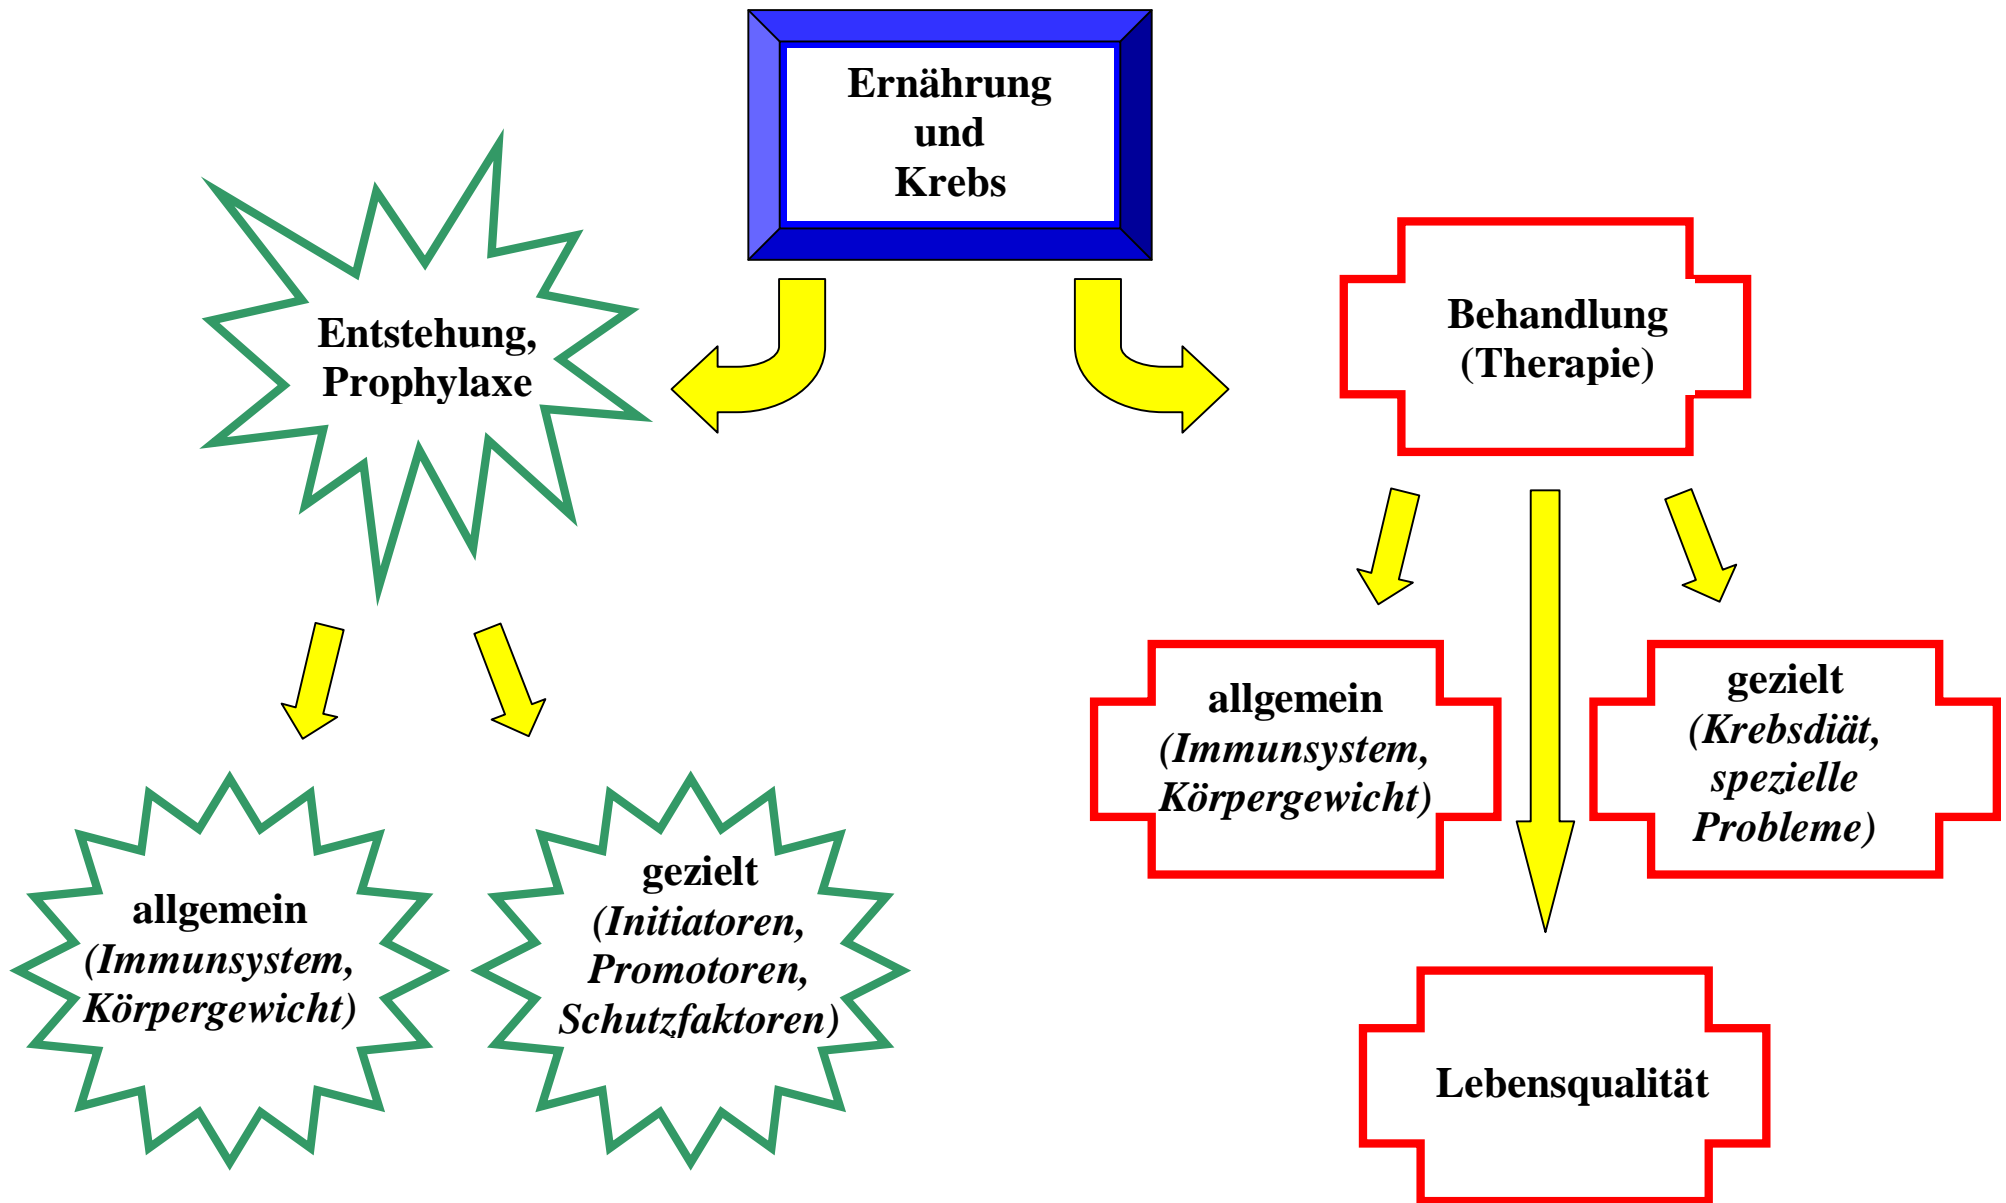 Ernährung
und
Krebs
Entstehung,
Prophylaxe
Behandlung
(Therapie)
allgemein
(Immunsystem,
Körpergewicht)
gezielt
(Initiatoren,
Promotoren,
Schutzfaktoren)
allgemein
(Immunsystem,
Körpergewicht)
gezielt
(Krebsdiät,
spezielle
Probleme)
Lebensqualität